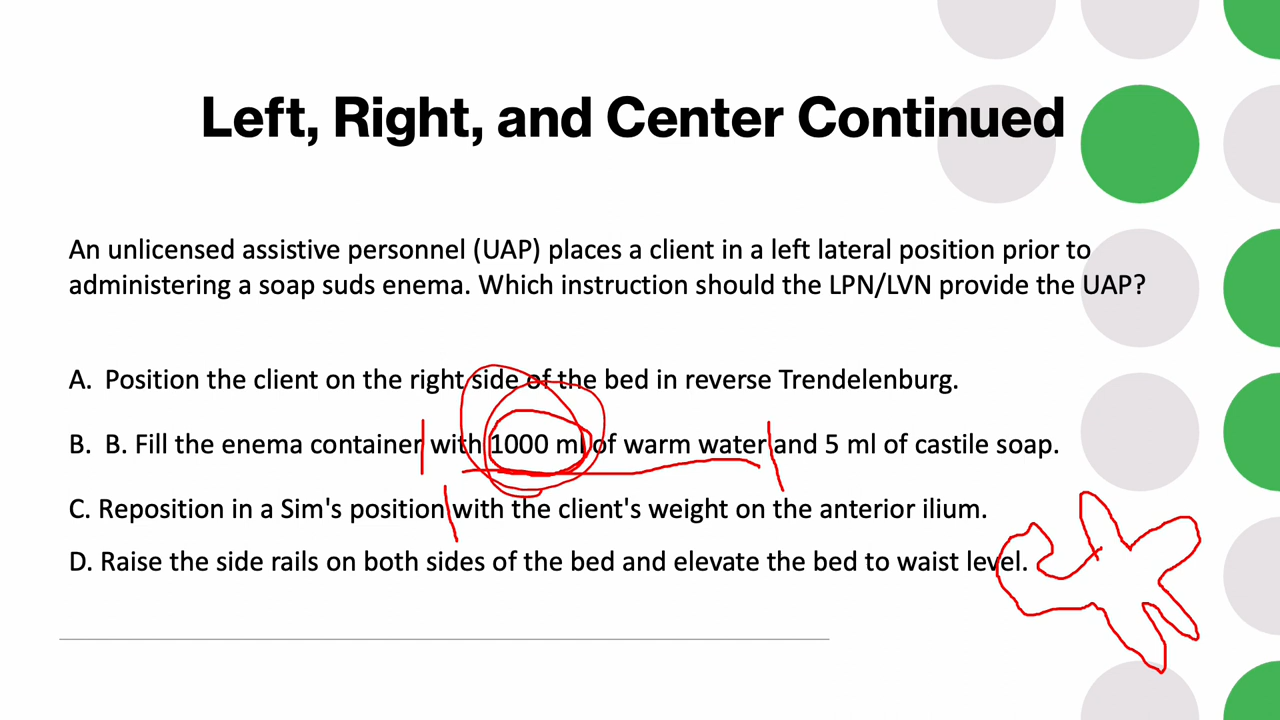 Left, Right, and Center Continued
An unlicensed assistive personnel (UAP) places a client in a left lateral position prior to
administering a soap suds enema. Which instruction should the LPN/LVN provide the UAP?
A. Position the client on the right side of the bed in reverse Trendelenburg.
B. B. Fill the enema container with 1000 ml of warm water and 5 ml of castile soap.
C. Reposition in a Sim's position with the client's weight on the anterior ilium.
D. Raise the side rails on both sides of the bed and elevate the bed to waist level.